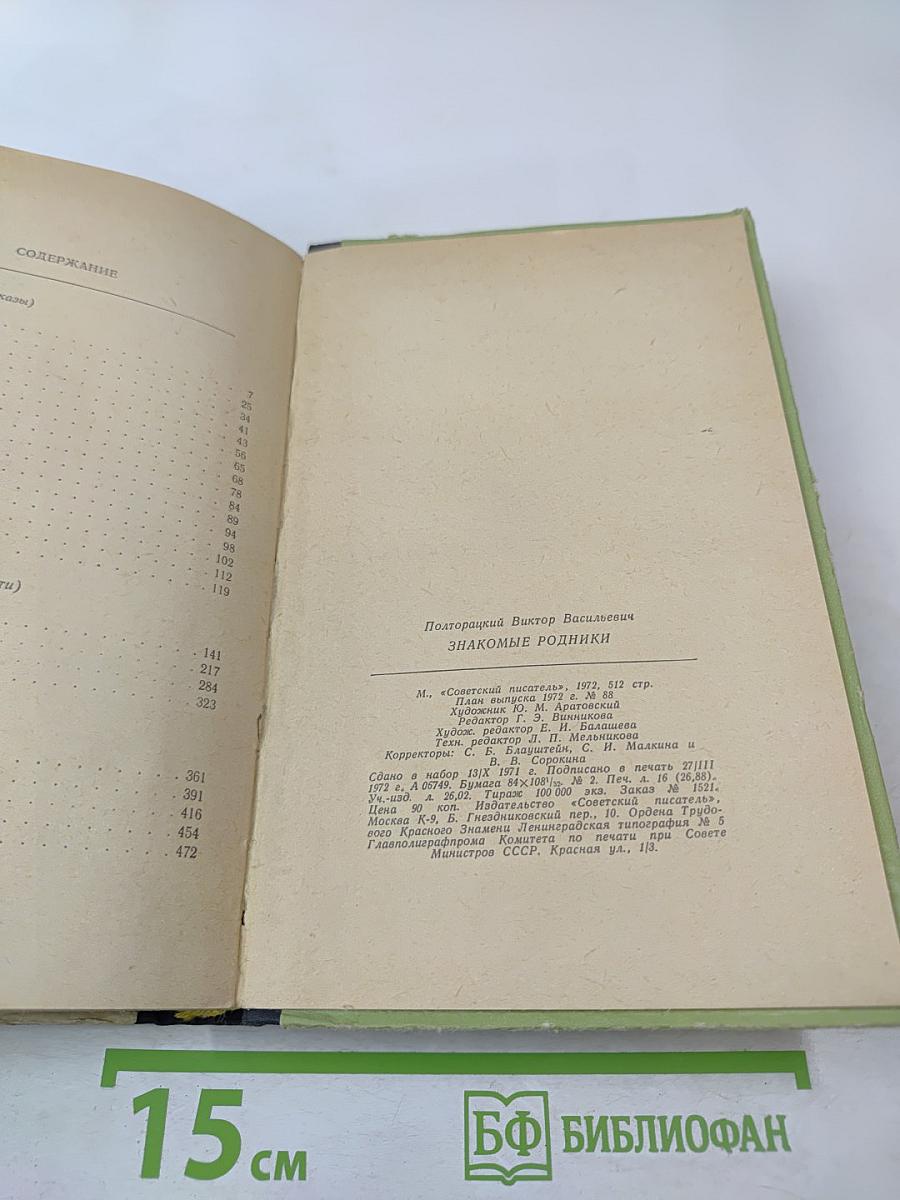 СОДЕРЖАНИЕ
казы)
7
25
34
41
43
56
65
68
78
84
89
94
98
102
112
119
ти)
141
217
284
323
361
391
416
454
472
Полторацкий Виктор Васильевич
ЗНАКОМЫЕ РОДНИКИ
М., «Советский писатель», 1972, 512 стр.
План выпуска 1972 г. № 88
Художник Ю. М. Аратовский
Редактор Г. Э. Винникова
Худож. редактор Е. И. Балашева
Техн. редактор Л. П. Мельникова
Корректоры: С. Б. Блауштейн, С. И. Малкина и
В. В. Сорокина
Сдано в набор 13/X 1971 г. Подписано в печать 27/III
1972 г. А 06749. Бумага 84×108¹/₃₂. № 2. Печ. л. 16 (26,88).
Уч.-изд. л. 26,02. Тираж 100 000 экз. Заказ № 1521.
Цена 90 коп. Издательство «Советский писатель»,
Москва К-9, Б. Гнездниковский пер., 10. Ордена Трудо-
вого Красного Знамени Ленинградская типография № 5
Главполиграфпрома Комитета по печати при Совете
Министров СССР. Красная ул., 1/3.
15 см
БФ БИБЛИОФАН